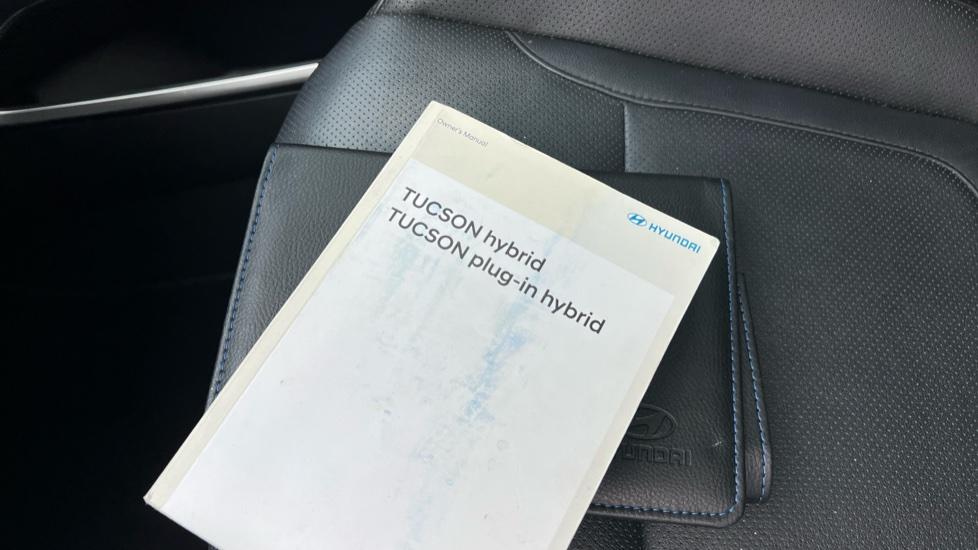 Owner's Manual
HYUNDAI
TUCSON hybrid
TUCSON plug-in hybrid
HYUNDAI